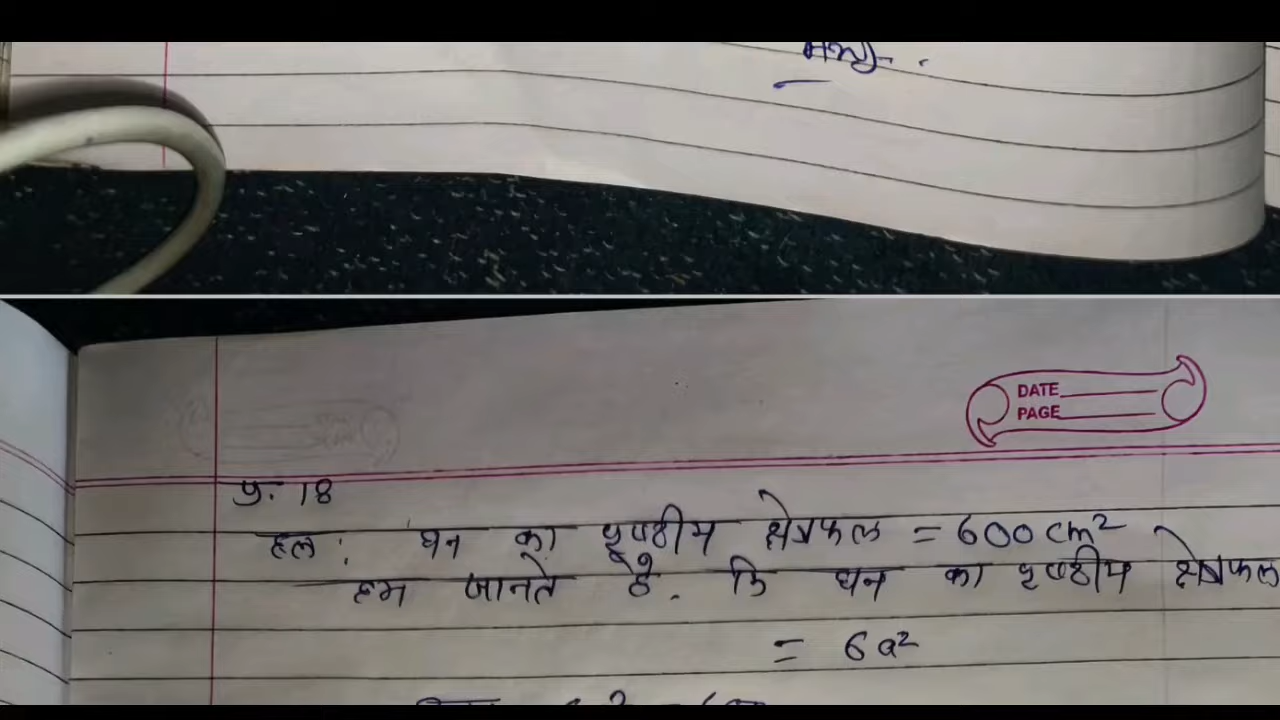 DATE
PAGE
प्र. 18
हल : घन का पृष्ठीय क्षेत्रफल = 600 cm²
हम जानते हैं. कि घन का पृष्ठीय क्षेत्रफल
= 6a²